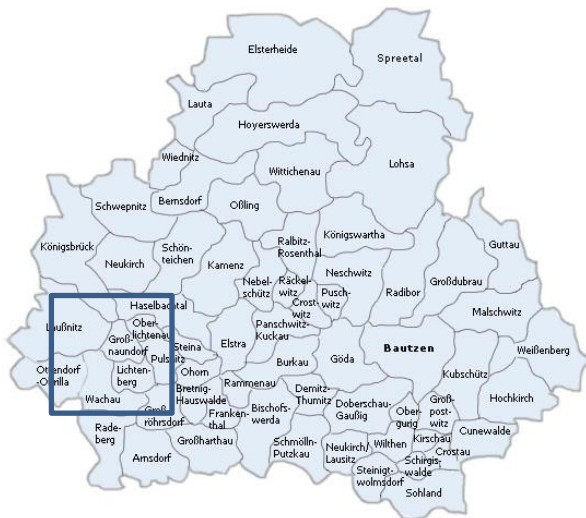 Elsterheide
Spreetal
Lauta
Hoyerswerda
Lohsa
Wiednitz
Wittichenau
Bernsdorf
Schwepnitz
Oßling
Königsbrück
Schön-
teichen
Neukirch
Kamenz
Ralbitz-
Rosenthal
Königswartha
Guttau
Nebel-
schütz
Räckel-
witz
Neschwitz
Großdubrau
Radibor
Crost-
witz
Pusch-
witz
Haselbachtal
Malschwitz
Laußnitz
Ober-
lichtenau
Groß-
naundorf
Panschwitz-
Kuckau
Steina
Elstra
Bautzen
Weißenberg
Pulsnitz
Burkau
Göda
Ottendorf
-Okrilla
Lichten-
berg
Ohorn
Kubschütz
Wachau
Bretnig-
Hauswalde
Rammenau
Demitz-
Thumitz
Hochkirch
Groß-
röhrsdorf
Franken-
thal
Bischofs-
werda
Doberschau-
Gaußig
Ober-
gurig
Groß-
post-
witz
Rade-
berg
Großharthau
Cunewalde
Schmölln-
Putzkau
Neukirch/
Lausitz
Wilthen
Kirschau
Crostau
Arnsdorf
Schirgis-
walde
Steinigt-
wolmsdorf
Sohland